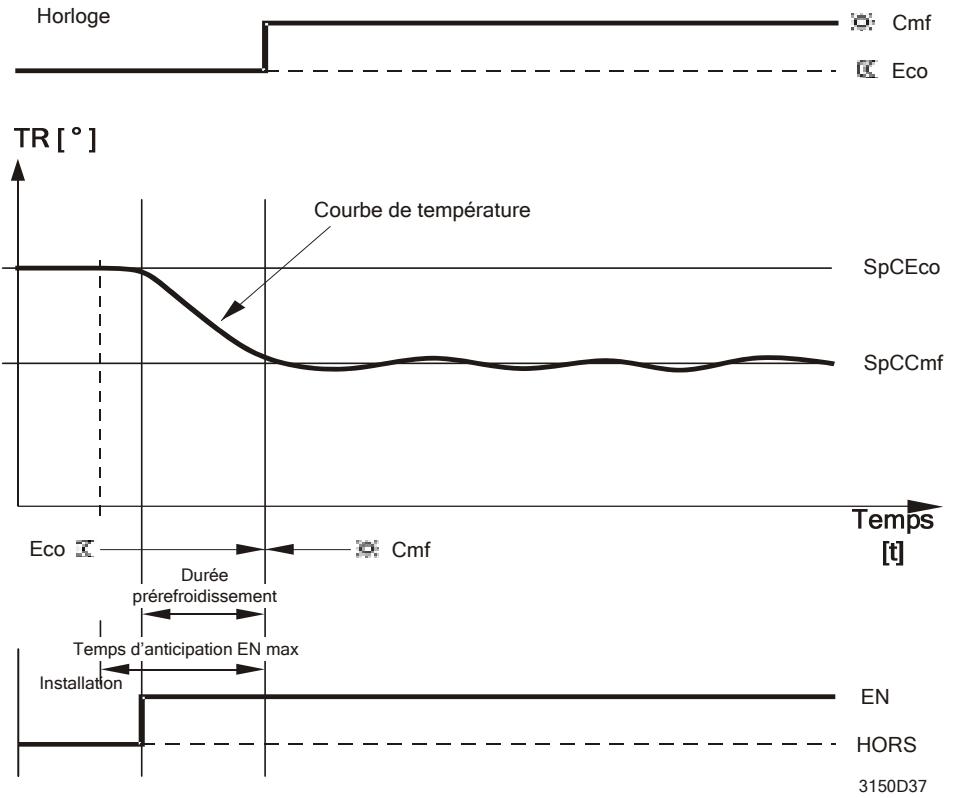 Horloge
Cmf
Eco
TR [ ° ]
Courbe de température
SpCEco
SpCCmf
Temps
[t]
Eco
Cmf
Durée
prérefroidissement
Temps d'anticipation EN max
Installation
EN
HORS
3150D37